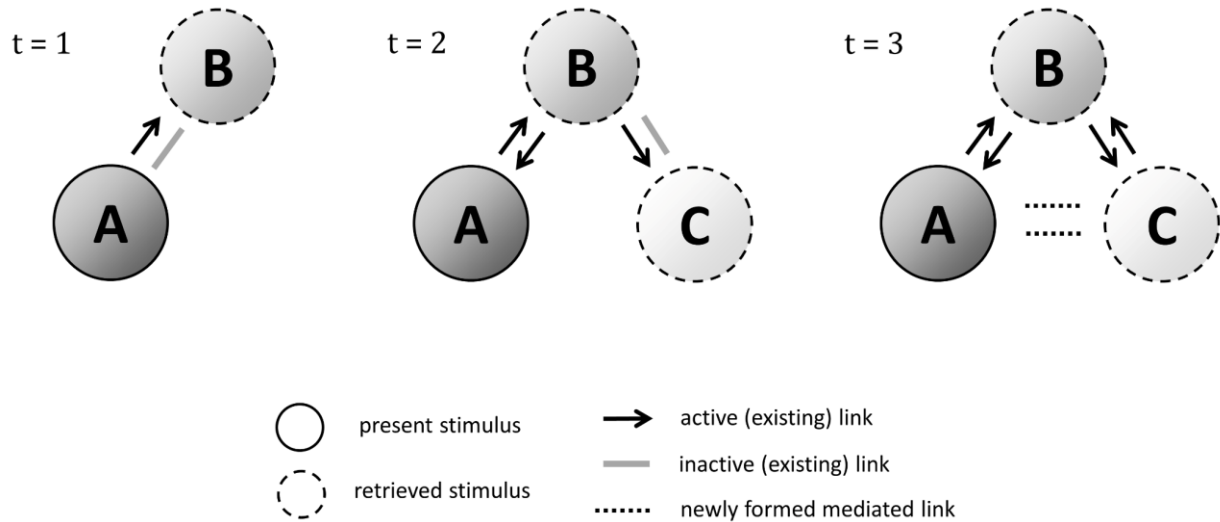 t = 1
B
A
t = 2
B
A
C
t = 3
B
A
C
present stimulus
retrieved stimulus
active (existing) link
inactive (existing) link
newly formed mediated link